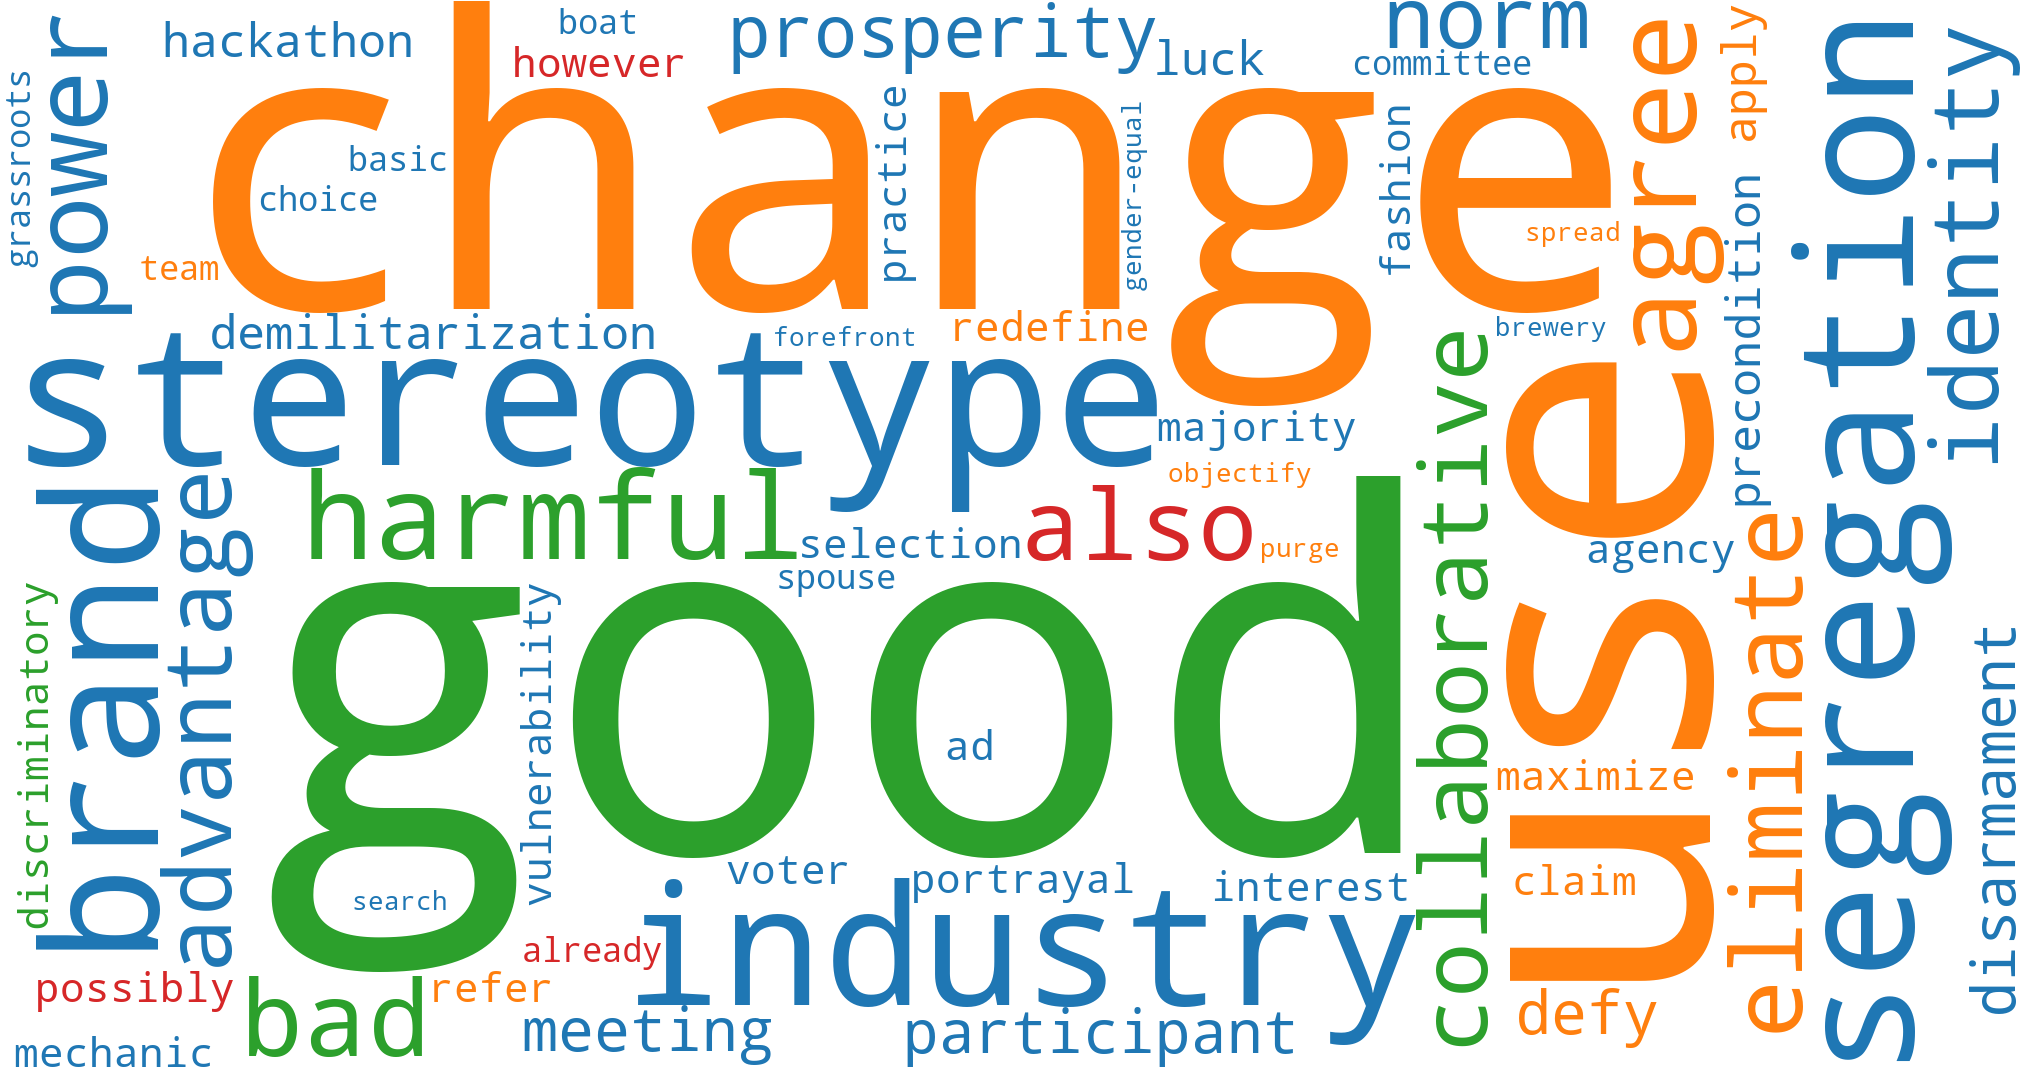 hackathon
boat
prosperity
luck
norm
however
committee
change
power
grassroots
basic
choice
team
practice
gender-equal
fashion
spread
agree
apply
precondition
segregation
identity
demilitarization
forefront
redefine
brewery
stereotype
majority
objectify
harmful
also
selection
spouse
purge
agency
use
collaborative
eliminate
brand
advantage
discriminatory
vulnerability
good
ad
search
maximize
claim
voter
portrayal
interest
industry
already
possibly
refer
bad
meeting
participant
defy
disarmament
mechanic